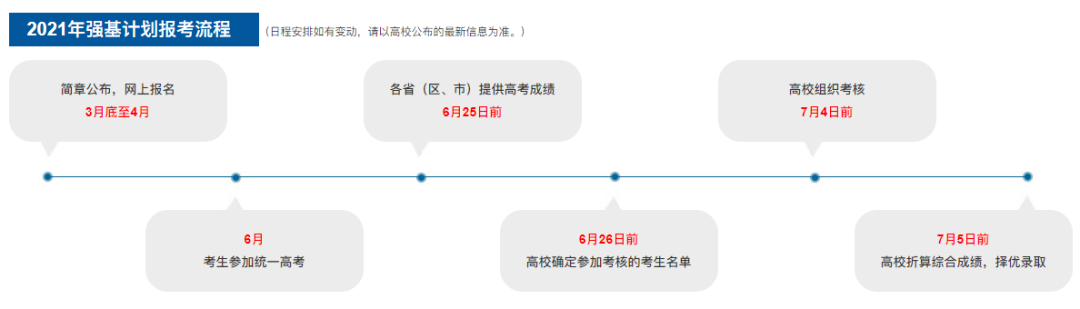 2021年强基计划报考流程
(日程安排如有变动，请以高校公布的最新信息为准。)
简章公布，网上报名
3月底至4月
各省（区、市）提供高考成绩
6月25日前
高校组织考核
7月4日前
6月
考生参加统一高考
6月26日前
高校确定参加考核的考生名单
7月5日前
高校折算综合成绩，择优录取